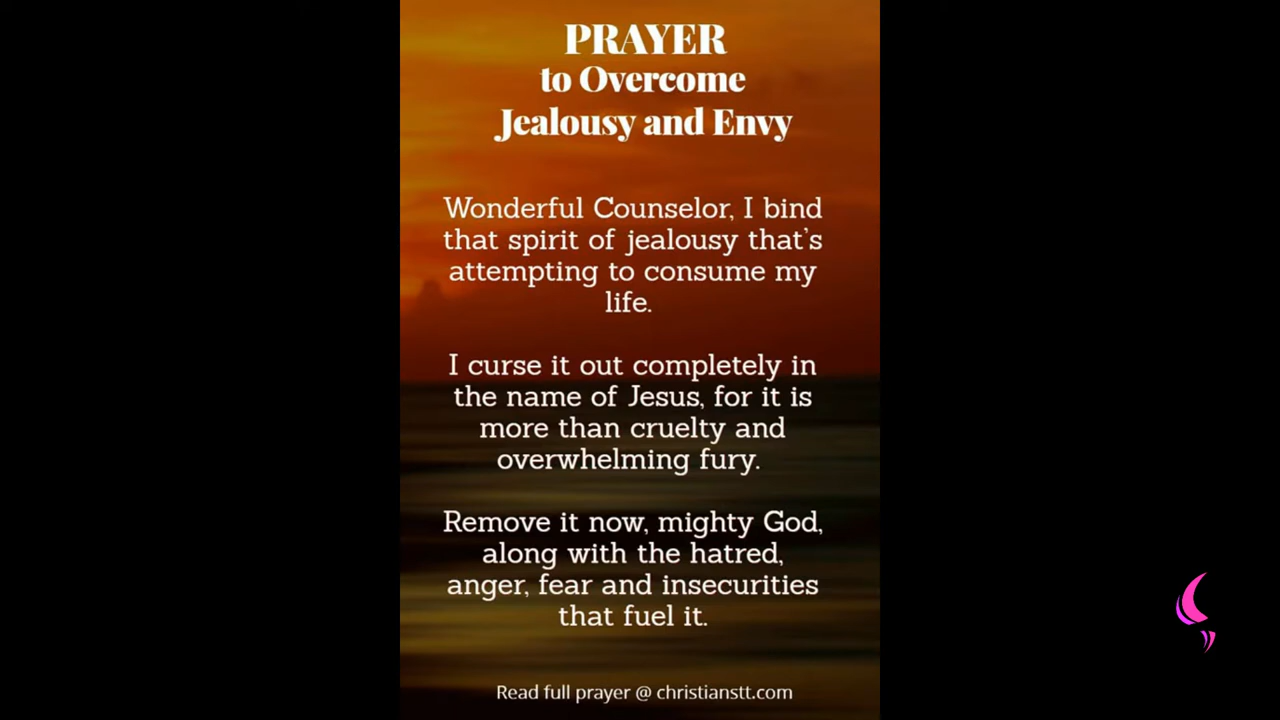 PRAYER
to Overcome
Jealousy and Envy
Wonderful Counselor, I bind
that spirit of jealousy that’s
attempting to consume my
life.
I curse it out completely in
the name of Jesus, for it is
more than cruelty and
overwhelming fury.
Remove it now, mighty God,
along with the hatred,
anger, fear and insecurities
that fuel it.
Read full prayer @ christianstt.com